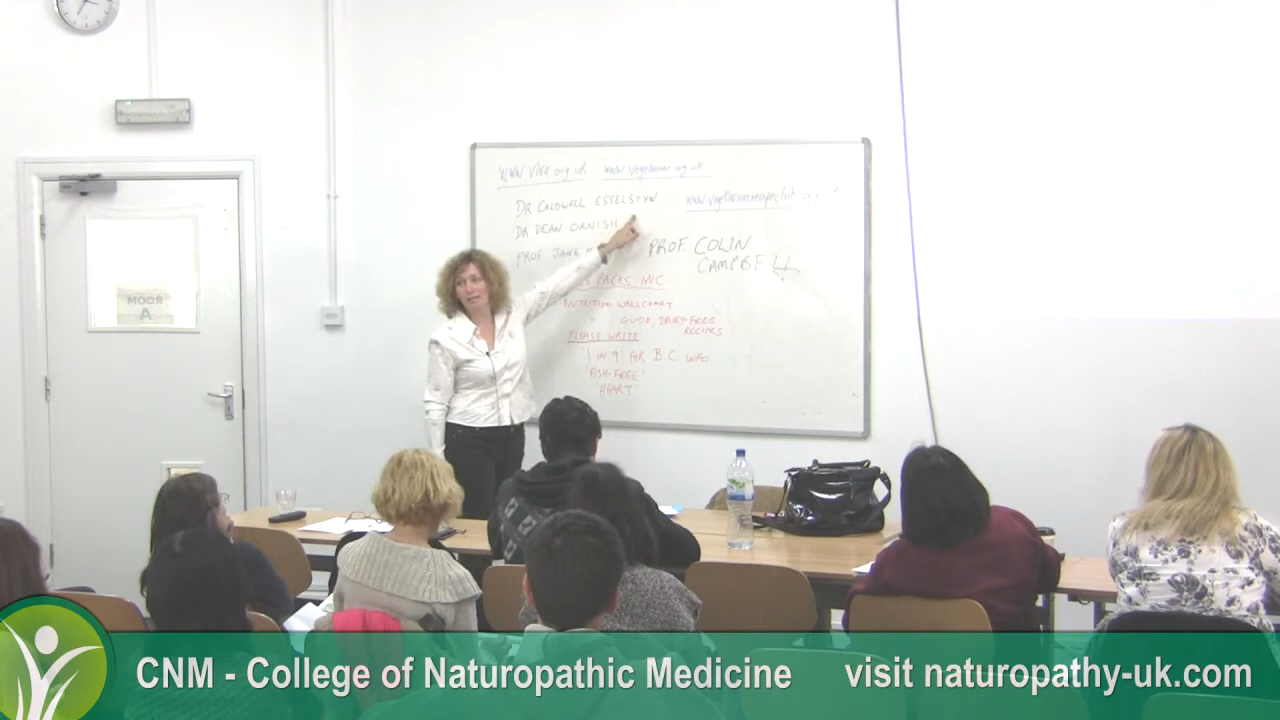 www.viva.org.uk www.vegetarian.org.uk
DR CALDWELL ESSELSTYN
DR DEAN ORNISH
PROF. JANE
PROF. COLIN
CAMPBELL
PACKS INC
NUTRITION WALLCHART
" GUIDE, DAIRY-FREE
RECIPES
PLEASE WRITE
'1 IN 9' FOR B.C INFO
'FISH-FREE'
'HEART'
ROOM
A
CNM - College of Naturopathic Medicine visit naturopathy-uk.com